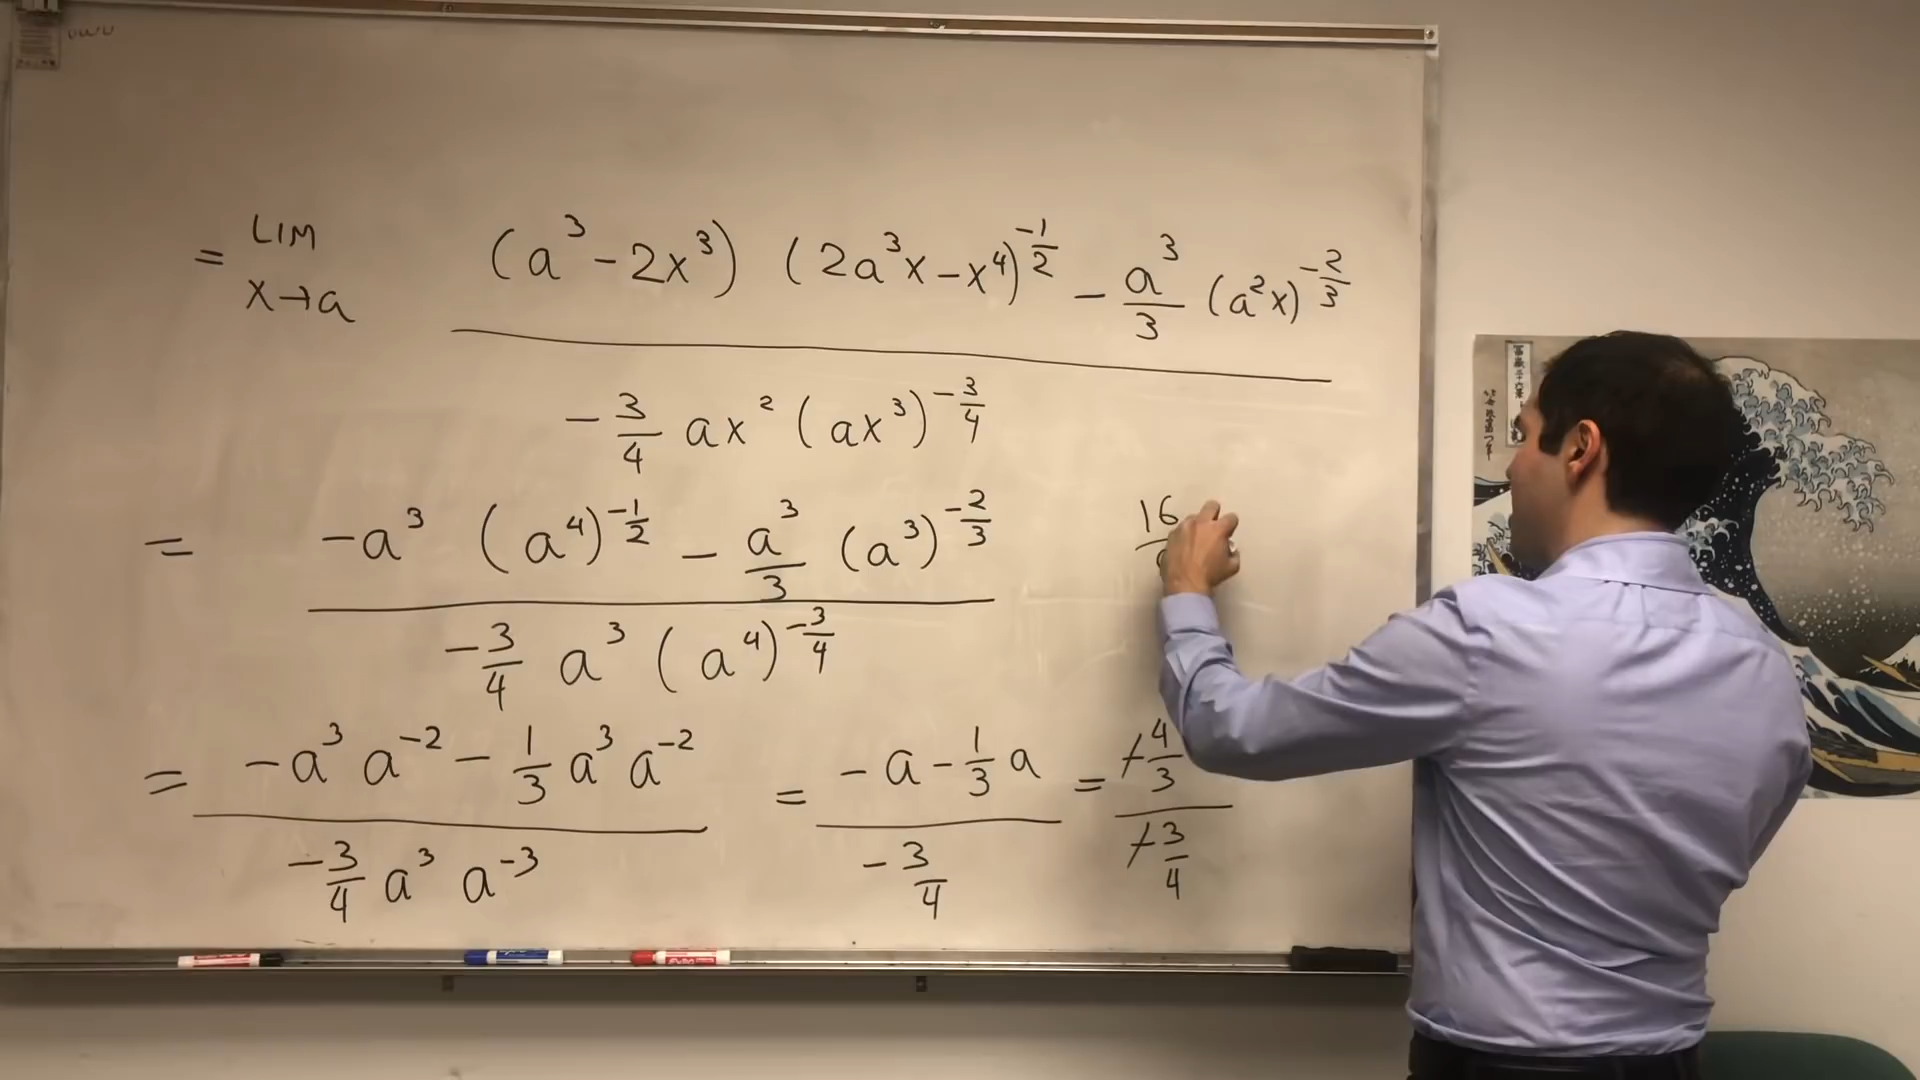 = LIM x→a
(a³ - 2x³) (2a³x - x⁴)^(-1/2) - a³/3 (a²x)^(-2/3)
- 3/4 ax² (ax³)^(-3/4)
= -a³ (a⁴)^(-1/2) - a³/3 (a³)^(-2/3)
-3/4 a³ (a⁴)^(-3/4)
16
= -a³ a⁻² - 1/3 a³ a⁻²
-3/4 a³ a⁻³
= -a - 1/3 a
-3/4
= -4/3
-3/4
EXPO